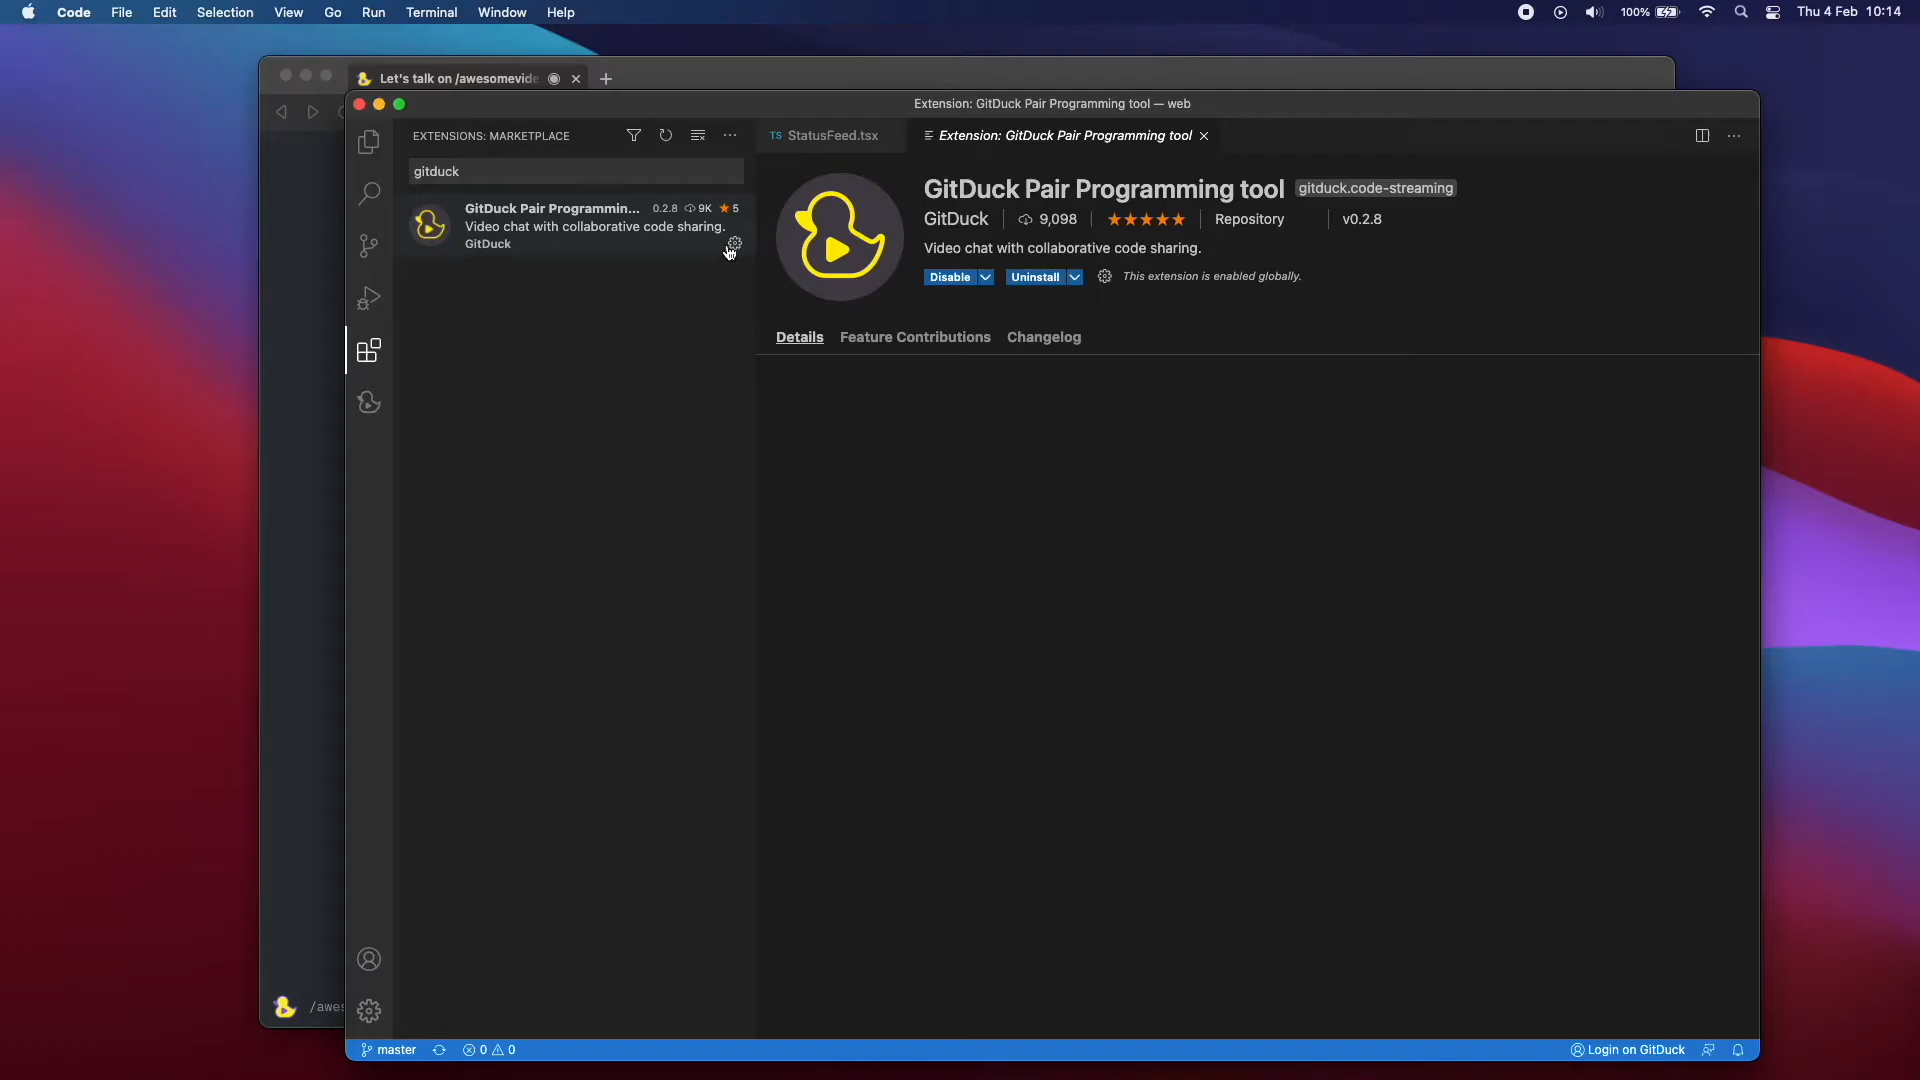 Code File Edit Selection View Go Run Terminal Window Help
100% Thu 4 Feb 10:14
Let's talk on /awesomevide
Extension: GitDuck Pair Programming tool — web
EXTENSIONS: MARKETPLACE
gitduck
GitDuck Pair Programmin... 0.2.8 9K ★ 5
Video chat with collaborative code sharing.
GitDuck
TS StatusFeed.tsx
Extension: GitDuck Pair Programming tool
GitDuck Pair Programming tool gitduck.code-streaming
GitDuck 9,098 ★★★★★ Repository v0.2.8
Video chat with collaborative code sharing.
Disable Uninstall This extension is enabled globally.
Details Feature Contributions Changelog
/awes
master 0 0
Login on GitDuck